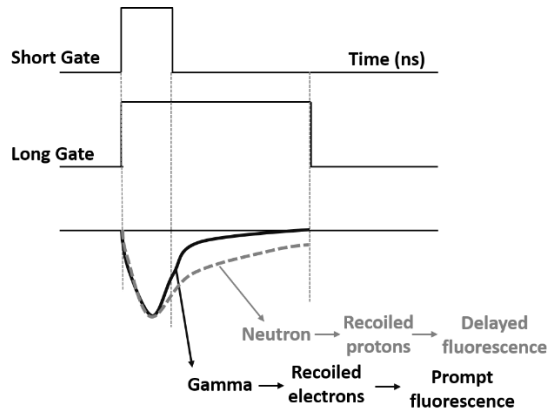 Short Gate
Time (ns)
Long Gate
Neutron
Recoiled
protons
Delayed
fluorescence
Gamma
Recoiled
electrons
Prompt
fluorescence